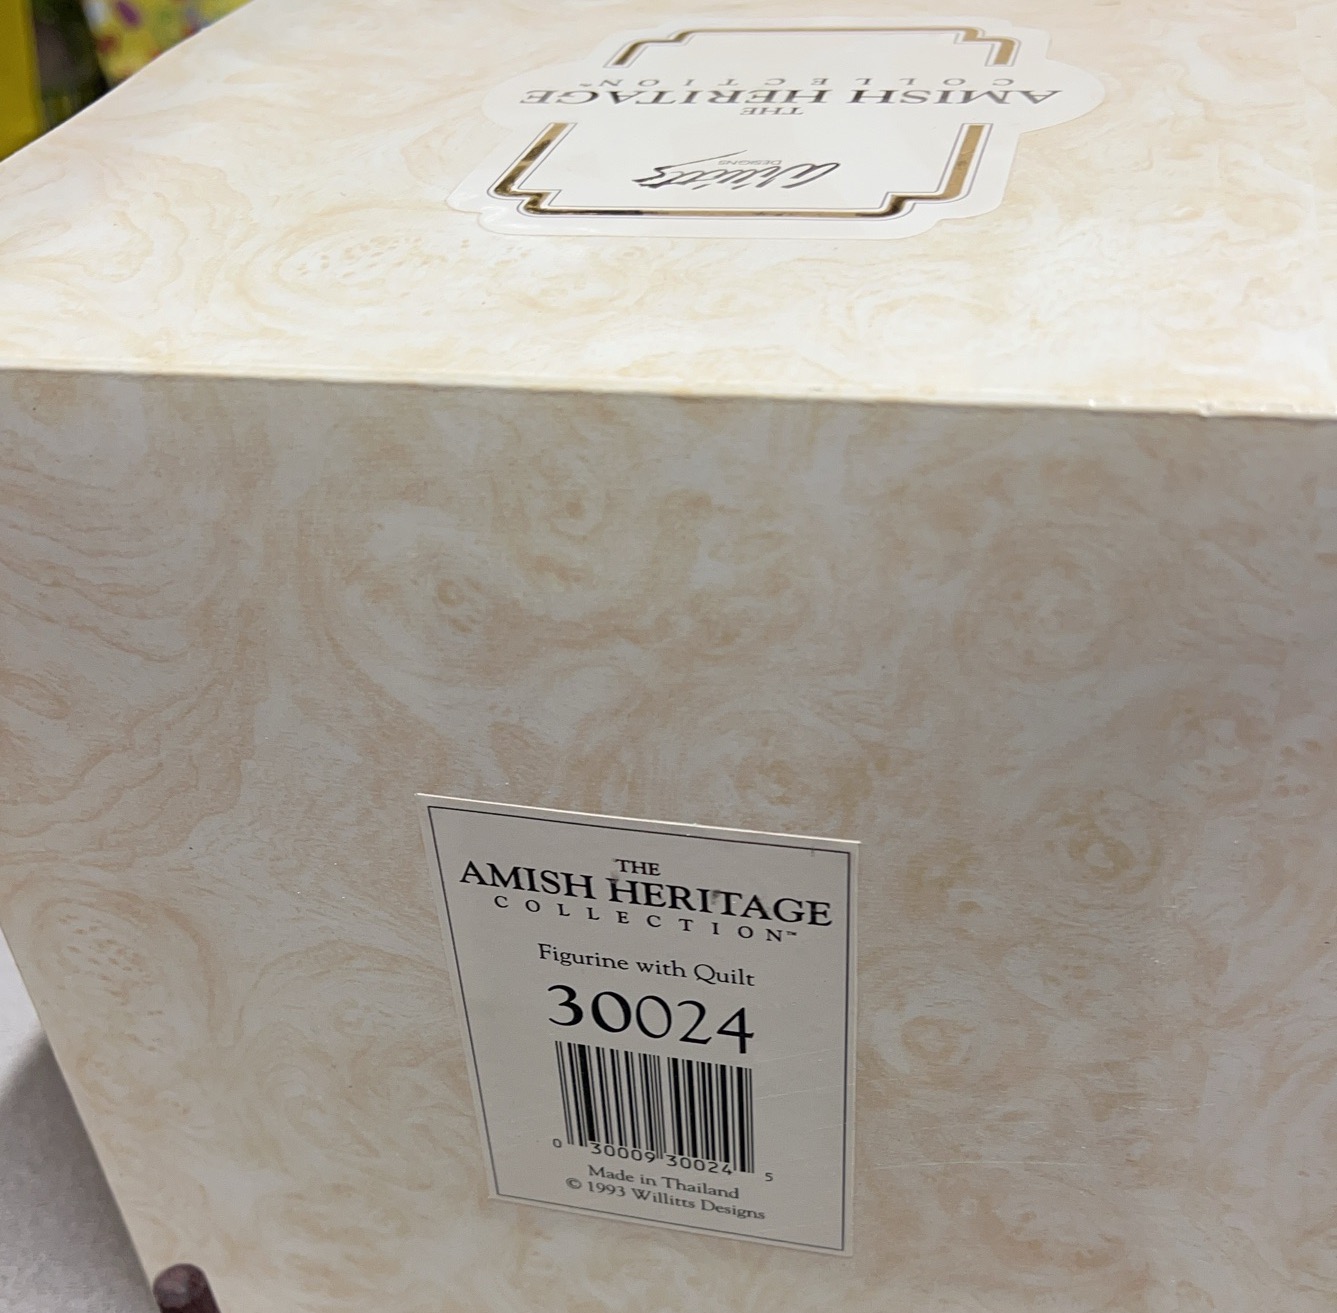 Willitts
DESIGNS
THE
AMISH HERITAGE
COLLECTION™
THE
AMISH HERITAGE
COLLECTION™
Figurine with Quilt
30024
0 30009 30024 5
Made in Thailand
© 1993 Willitts Designs